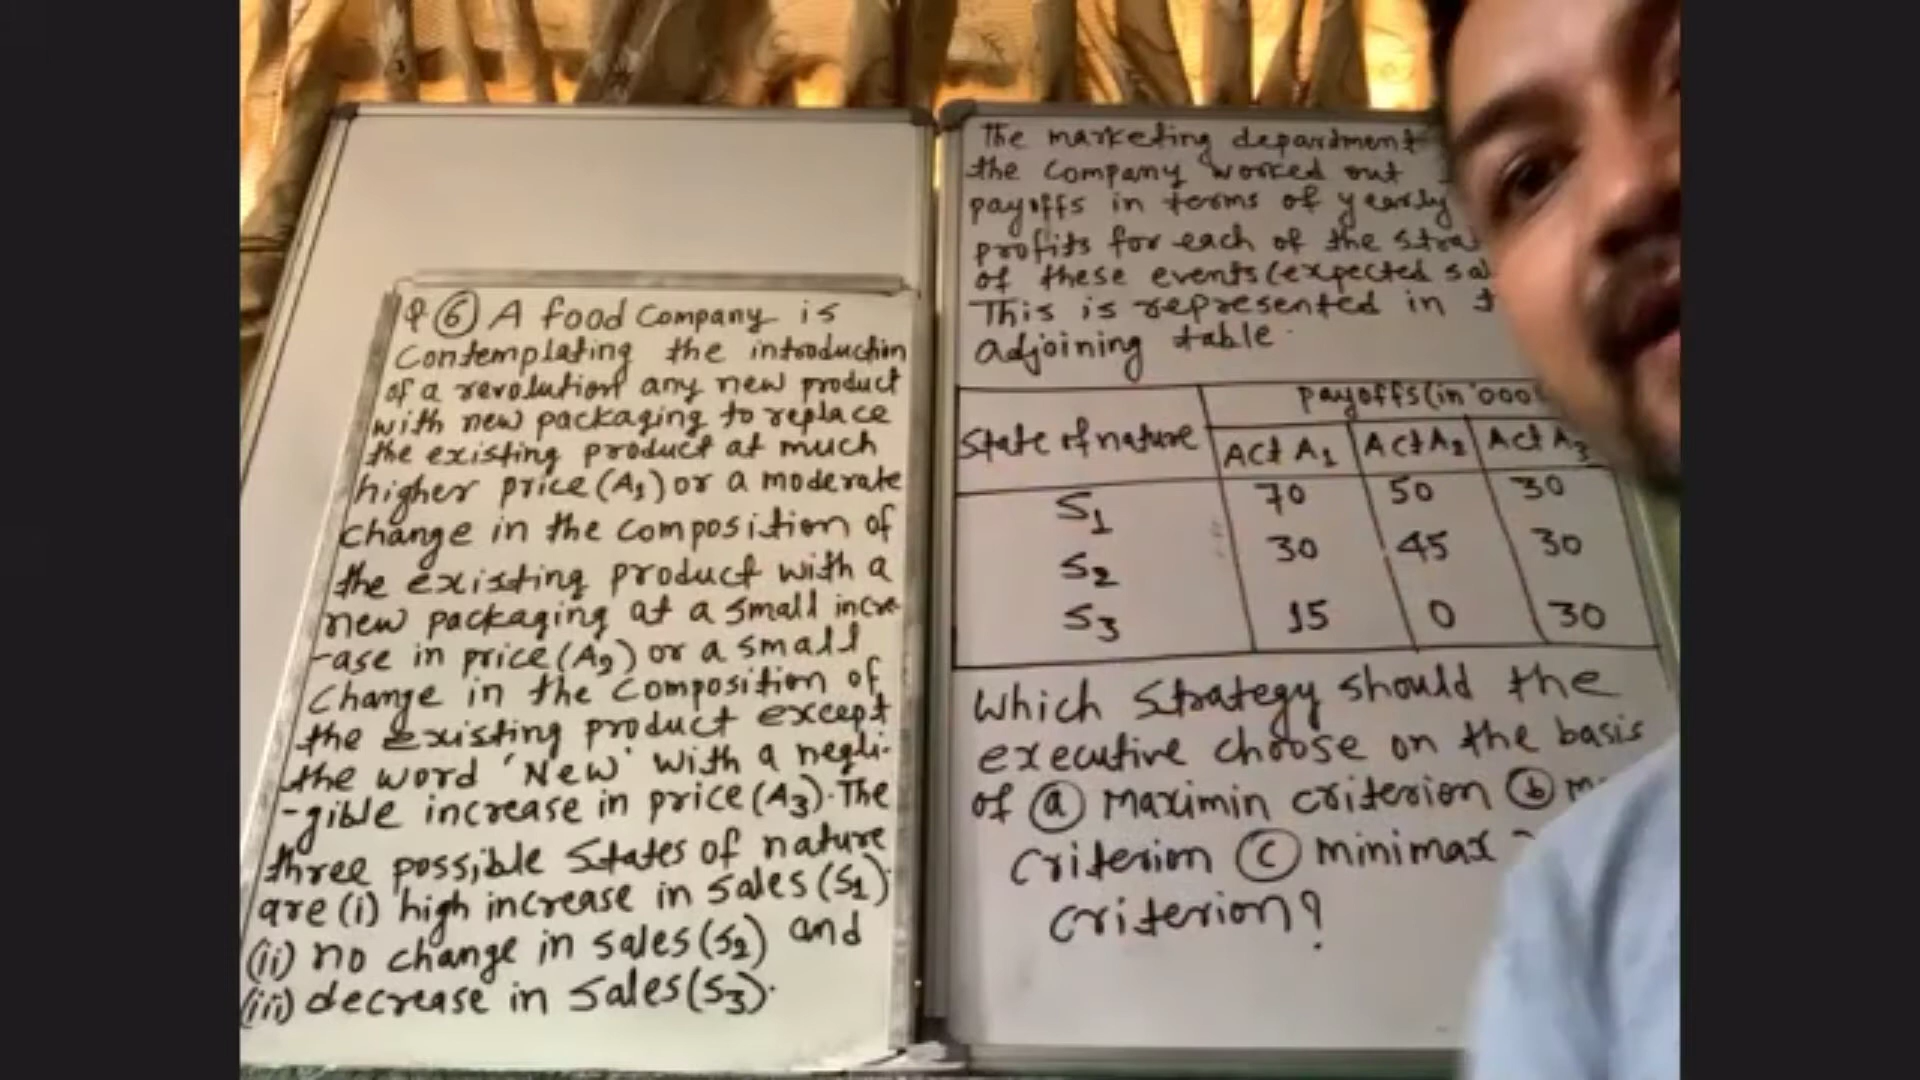 Q ⑥ A food Company is
Contemplating the introduction
of a revolution any new product
with new packaging to replace
the existing product at much
higher price (A₁) or a moderate
change in the composition of
the existing product with a
new packaging at a small incre
-ase in price (A₂) or a small
change in the composition of
the existing product except
the word 'New' with a negli-
-gible increase in price (A₃). The
three possible States of nature
are (i) high increase in sales (S₁)
(ii) no change in sales (S₂) and
(iii) decrease in sales (S₃).
The marketing department
the company worked out
payoffs in terms of yearly
profits for each of the stra
of these events (expected sa
This is represented in t
adjoining table.
payoffs (in '000
State of nature Act A₁ Act A₂ Act A₃
S₁ 70 50 30
S₂ 30 45 30
S₃ 15 0 30
Which Strategy should the
executive choose on the basis
of ⓐ Maximin criterion ⓑ m
criterion ⓒ minimax
criterion?